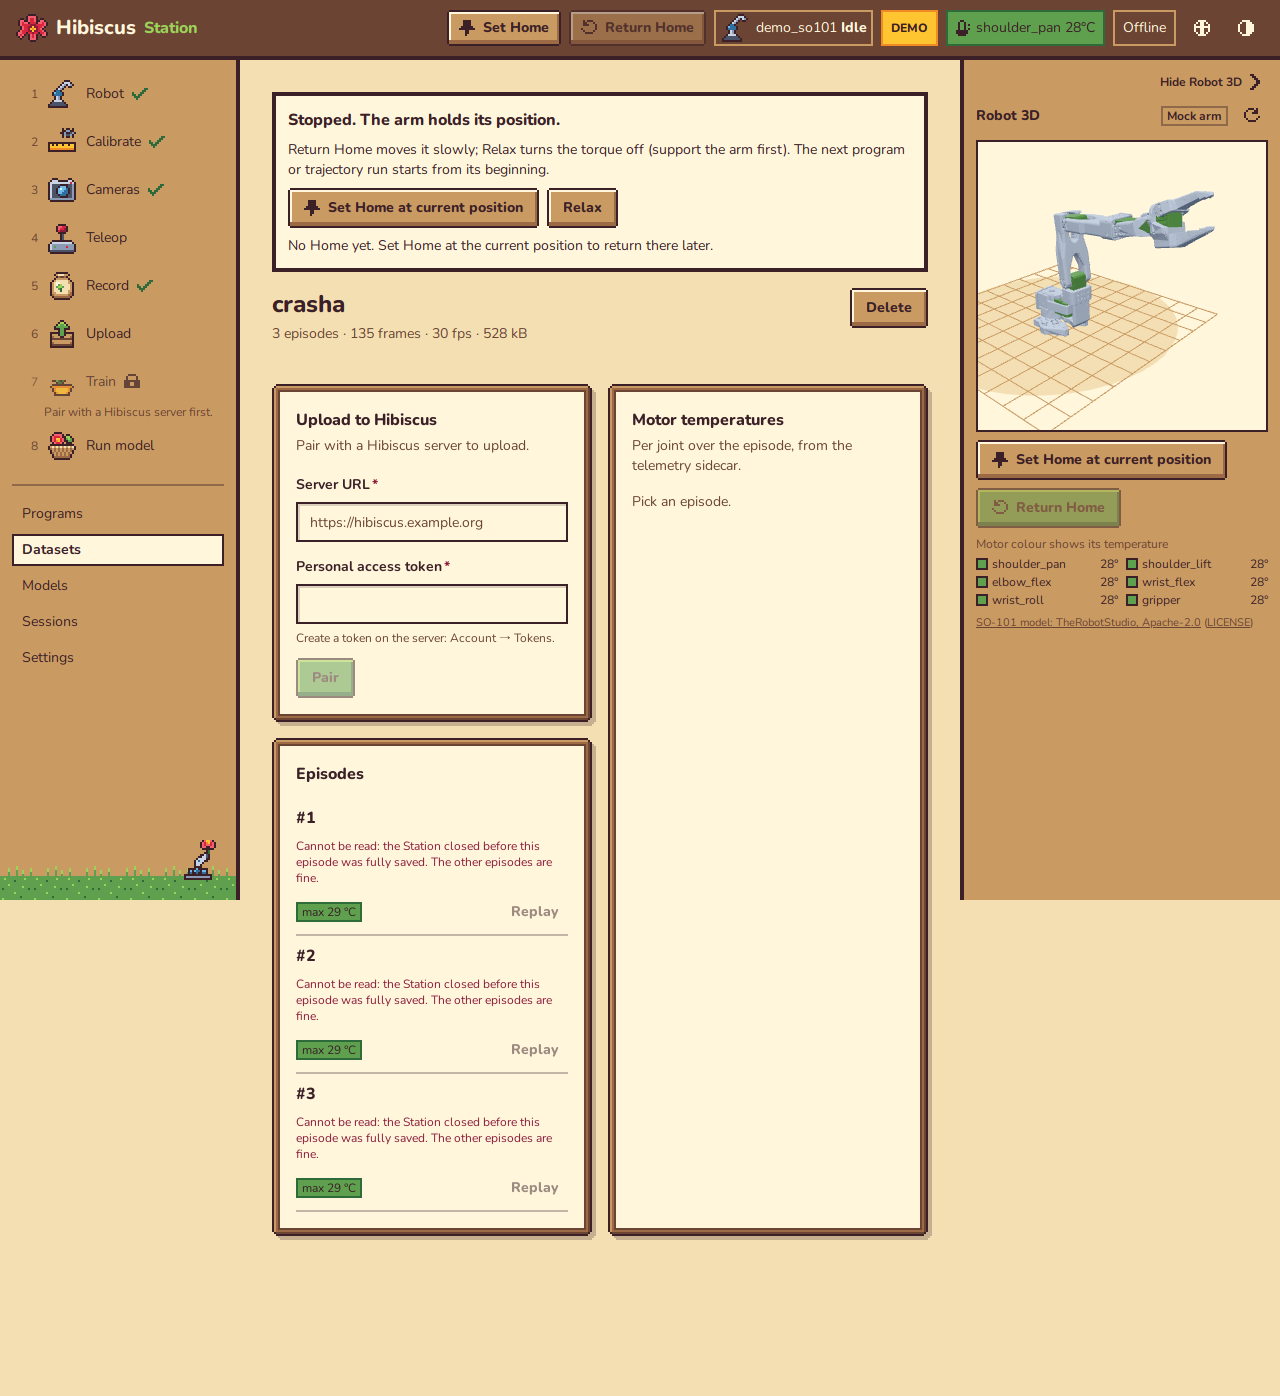 Hibiscus Station
Set Home
Return Home
demo_so101 Idle
DEMO
shoulder_pan 28°C
Offline
1 Robot
2 Calibrate
3 Cameras
4 Teleop
5 Record
6 Upload
7 Train
Pair with a Hibiscus server first.
8 Run model
Programs
Datasets
Models
Sessions
Settings
Stopped. The arm holds its position.
Return Home moves it slowly; Relax turns the torque off (support the arm first). The next program
or trajectory run starts from its beginning.
Set Home at current position
Relax
No Home yet. Set Home at the current position to return there later.
crasha
Delete
3 episodes · 135 frames · 30 fps · 528 kB
Upload to Hibiscus
Pair with a Hibiscus server to upload.
Server URL*
https://hibiscus.example.org
Personal access token*
Create a token on the server: Account → Tokens.
Pair
Episodes
#1
Cannot be read: the Station closed before this
episode was fully saved. The other episodes are
fine.
max 29 °C
Replay
#2
Cannot be read: the Station closed before this
episode was fully saved. The other episodes are
fine.
max 29 °C
Replay
#3
Cannot be read: the Station closed before this
episode was fully saved. The other episodes are
fine.
max 29 °C
Replay
Motor temperatures
Per joint over the episode, from the
telemetry sidecar.
Pick an episode.
Hide Robot 3D
Robot 3D
Mock arm
Set Home at current position
Return Home
Motor colour shows its temperature
shoulder_pan 28° shoulder_lift 28°
elbow_flex 28° wrist_flex 28°
wrist_roll 28° gripper 28°
SO-101 model: TheRobotStudio, Apache-2.0 (LICENSE)